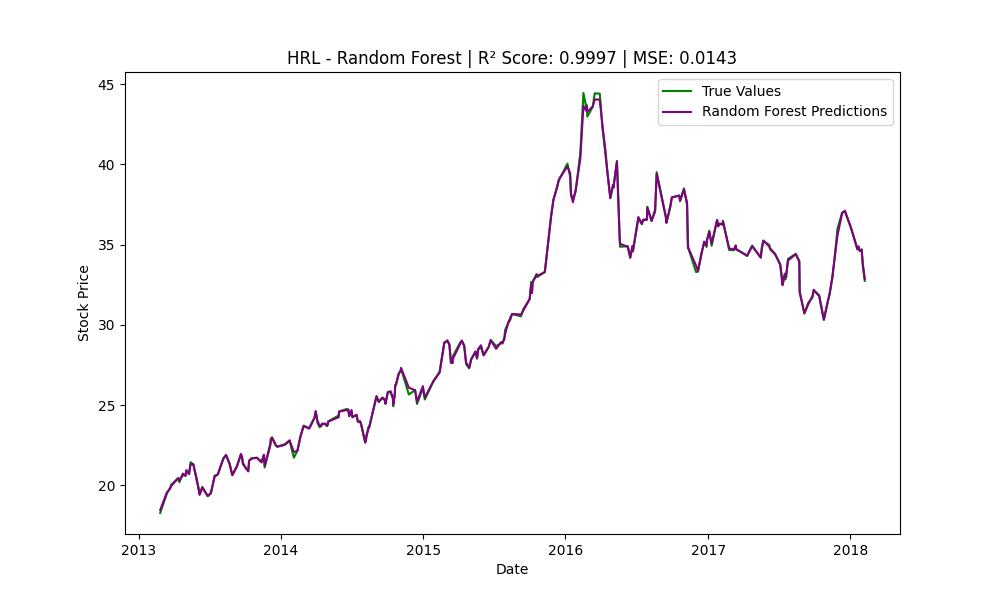 HRL - Random Forest | R² Score: 0.9997 | MSE: 0.0143
True Values
Random Forest Predictions
Stock Price
45
40
35
30
25
20
2013 2014 2015 2016 2017 2018
Date